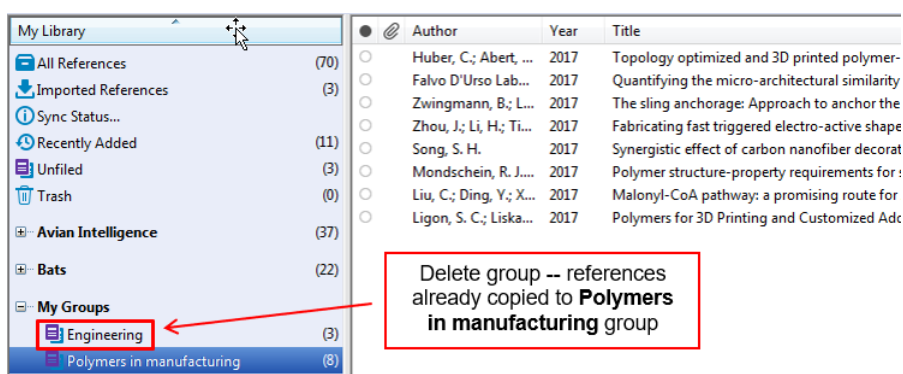 My Library
All References (70)
Imported References (3)
Sync Status...
Recently Added (11)
Unfiled (3)
Trash (0)
Avian Intelligence (37)
Bats (22)
My Groups
Engineering (3)
Polymers in manufacturing (8)
Author Year Title
Huber, C.; Abert, ... 2017 Topology optimized and 3D printed polymer-
Falvo D'Urso Lab... 2017 Quantifying the micro-architectural similarity
Zwingmann, B.; L... 2017 The sling anchorage: Approach to anchor the
Zhou, J.; Li, H.; Ti... 2017 Fabricating fast triggered electro-active shape
Song, S. H. 2017 Synergistic effect of carbon nanofiber decorat
Mondschein, R. J.... 2017 Polymer structure-property requirements for s
Liu, C.; Ding, Y.; X... 2017 Malonyl-CoA pathway: a promising route for
Ligon, S. C.; Liska... 2017 Polymers for 3D Printing and Customized Add
Delete group -- references
already copied to Polymers
in manufacturing group